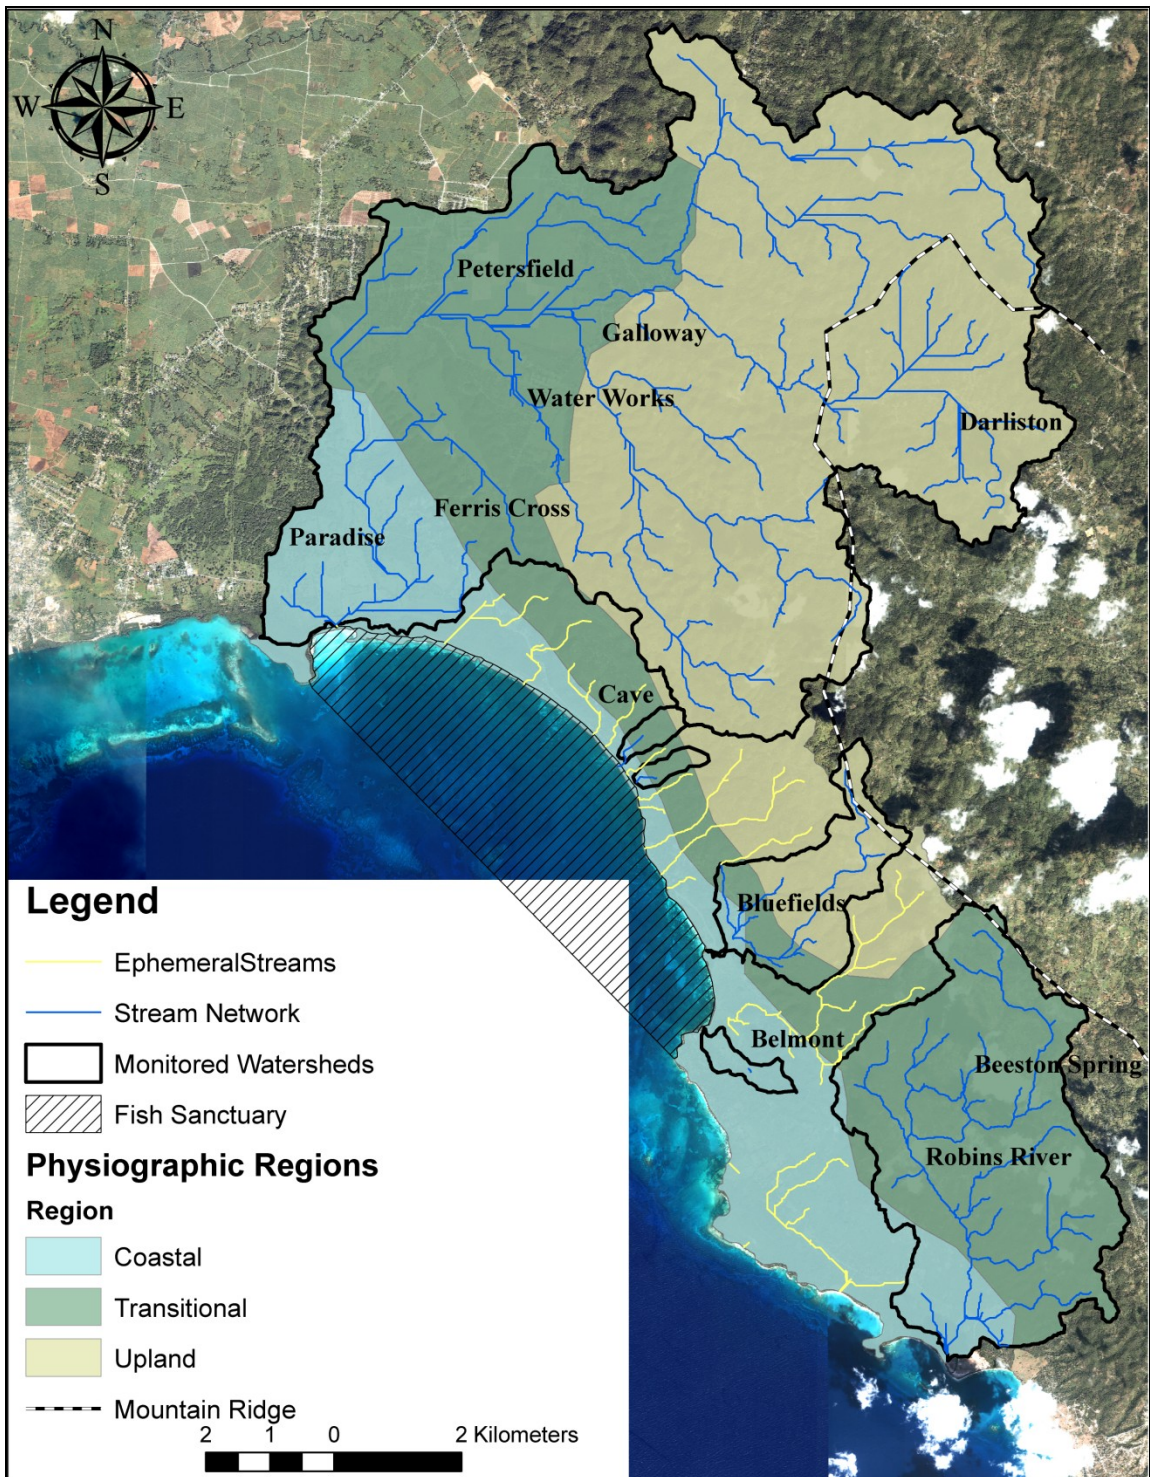 N
W E
S
Petersfield
Galloway
Water Works
Darliston
Ferris Cross
Paradise
Cave
Bluefields
Belmont
Beeston Spring
Robins River
Legend
EphemeralStreams
Stream Network
Monitored Watersheds
Fish Sanctuary
Physiographic Regions
Region
Coastal
Transitional
Upland
Mountain Ridge
2 1 0 2 Kilometers